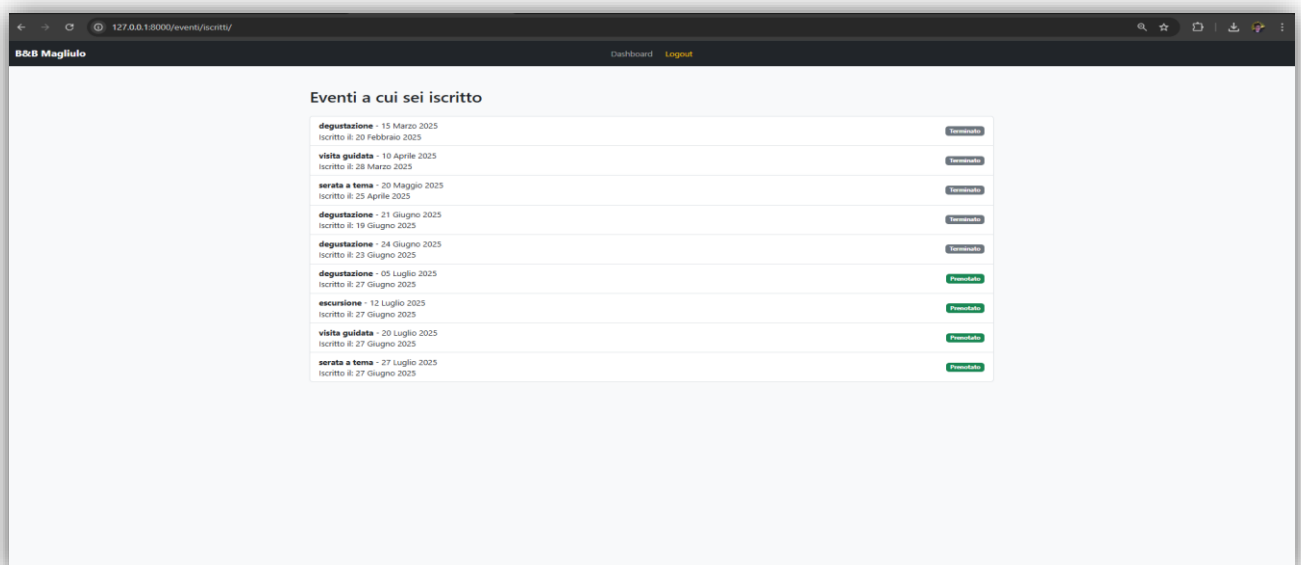 127.0.0.1:8000/eventi/iscritti/
B&B Magliulo
Dashboard Logout
Eventi a cui sei iscritto
degustazione - 15 Marzo 2025
Iscritto il: 20 Febbraio 2025
Terminato
visita guidata - 10 Aprile 2025
Iscritto il: 28 Marzo 2025
Terminato
serata a tema - 20 Maggio 2025
Iscritto il: 25 Aprile 2025
Terminato
degustazione - 21 Giugno 2025
Iscritto il: 19 Giugno 2025
Terminato
degustazione - 24 Giugno 2025
Iscritto il: 23 Giugno 2025
Terminato
degustazione - 05 Luglio 2025
Iscritto il: 27 Giugno 2025
Prenotato
escursione - 12 Luglio 2025
Iscritto il: 27 Giugno 2025
Prenotato
visita guidata - 20 Luglio 2025
Iscritto il: 27 Giugno 2025
Prenotato
serata a tema - 27 Luglio 2025
Iscritto il: 27 Giugno 2025
Prenotato